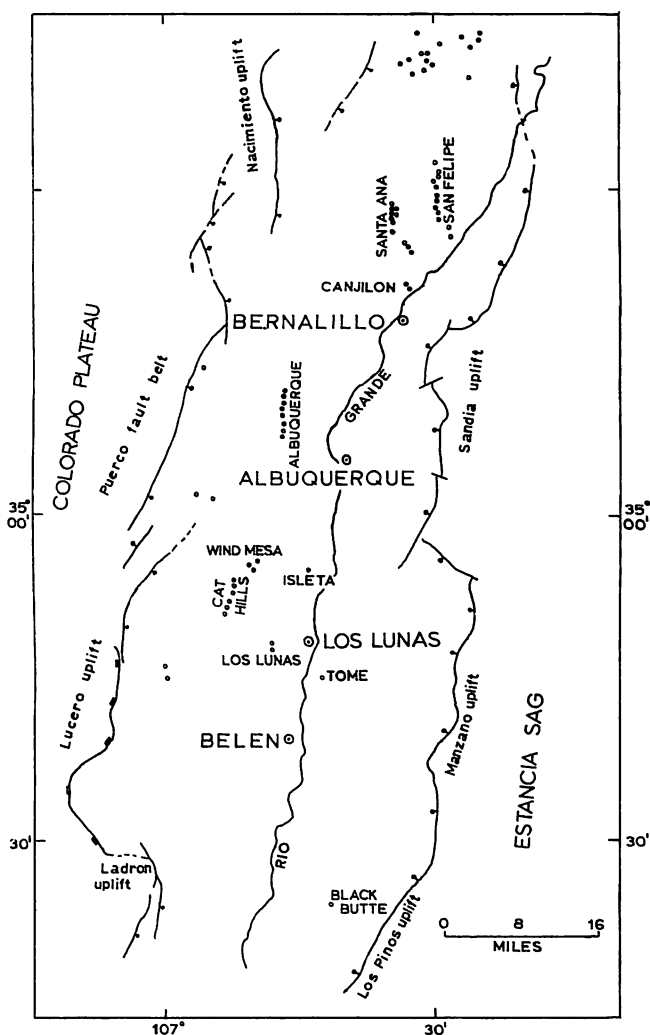 Nacimiento uplift
SANTA ANA
SAN FELIPE
CANJILON
BERNALILLO
COLORADO PLATEAU
Puerco fault belt
ALBUQUERQUE
GRANDE
Sandia uplift
ALBUQUERQUE
35°
00'
35°
00'
WIND MESA
CAT
HILLS
ISLETA
LOS LUNAS
LOS LUNAS
TOME
Lucero uplift
BELEN
Manzano uplift
ESTANCIA SAG
30'
30'
Ladron
uplift
RIO
BLACK
BUTTE
Los Pinos uplift
0 8 16
MILES
107°
30'